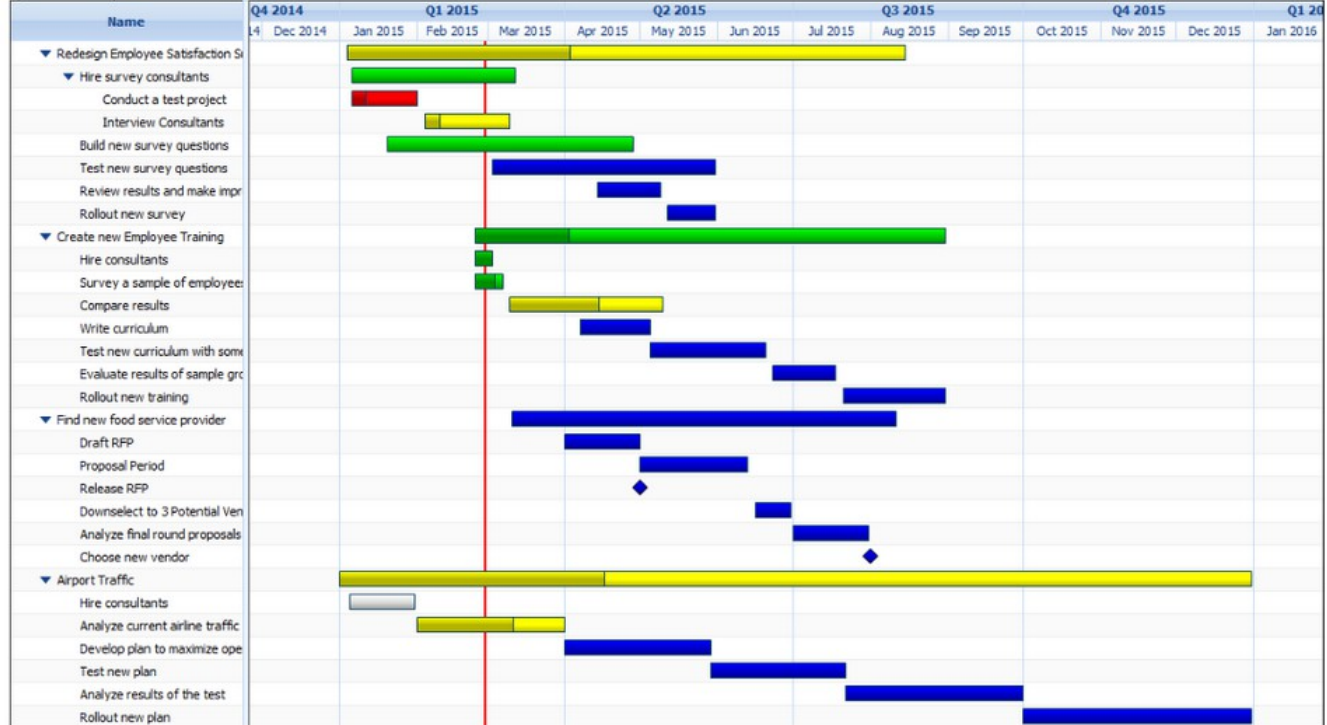 Name
Q4 2014 Q1 2015 Q2 2015 Q3 2015 Q4 2015 Q1 20
14 Dec 2014 Jan 2015 Feb 2015 Mar 2015 Apr 2015 May 2015 Jun 2015 Jul 2015 Aug 2015 Sep 2015 Oct 2015 Nov 2015 Dec 2015 Jan 2016
Redesign Employee Satisfaction S
Hire survey consultants
Conduct a test project
Interview Consultants
Build new survey questions
Test new survey questions
Review results and make impr
Rollout new survey
Create new Employee Training
Hire consultants
Survey a sample of employees
Compare results
Write curriculum
Test new curriculum with some
Evaluate results of sample gro
Rollout new training
Find new food service provider
Draft RFP
Proposal Period
Release RFP
Downselect to 3 Potential Ven
Analyze final round proposals
Choose new vendor
Airport Traffic
Hire consultants
Analyze current airline traffic
Develop plan to maximize ope
Test new plan
Analyze results of the test
Rollout new plan